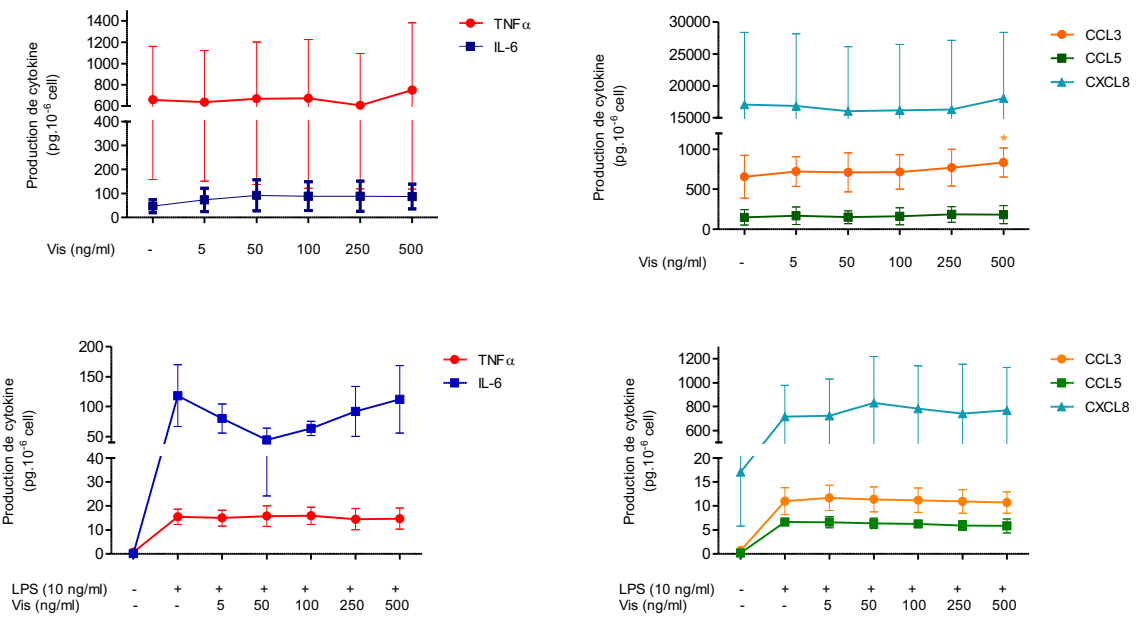 1400
1200
1000
800
600
400
300
200
100
0
Production de cytokine
(pg.10⁻⁶ cell)
TNFα
IL-6
Vis (ng/ml) - 5 50 100 250 500
30000
25000
20000
15000
1000
500
0
Production de cytokine
(pg.10⁻⁶ cell)
*
CCL3
CCL5
CXCL8
Vis (ng/ml) - 5 50 100 250 500
200
150
100
50
40
30
20
10
0
Production de cytokine
(pg.10⁻⁶ cell)
TNFα
IL-6
LPS (10 ng/ml) - + + + + + +
Vis (ng/ml) - - 5 50 100 250 500
1200
1000
800
600
20
15
10
5
0
Production de cytokine
(pg.10⁻⁶ cell)
CCL3
CCL5
CXCL8
LPS (10 ng/ml) - + + + + + +
Vis (ng/ml) - - 5 50 100 250 500